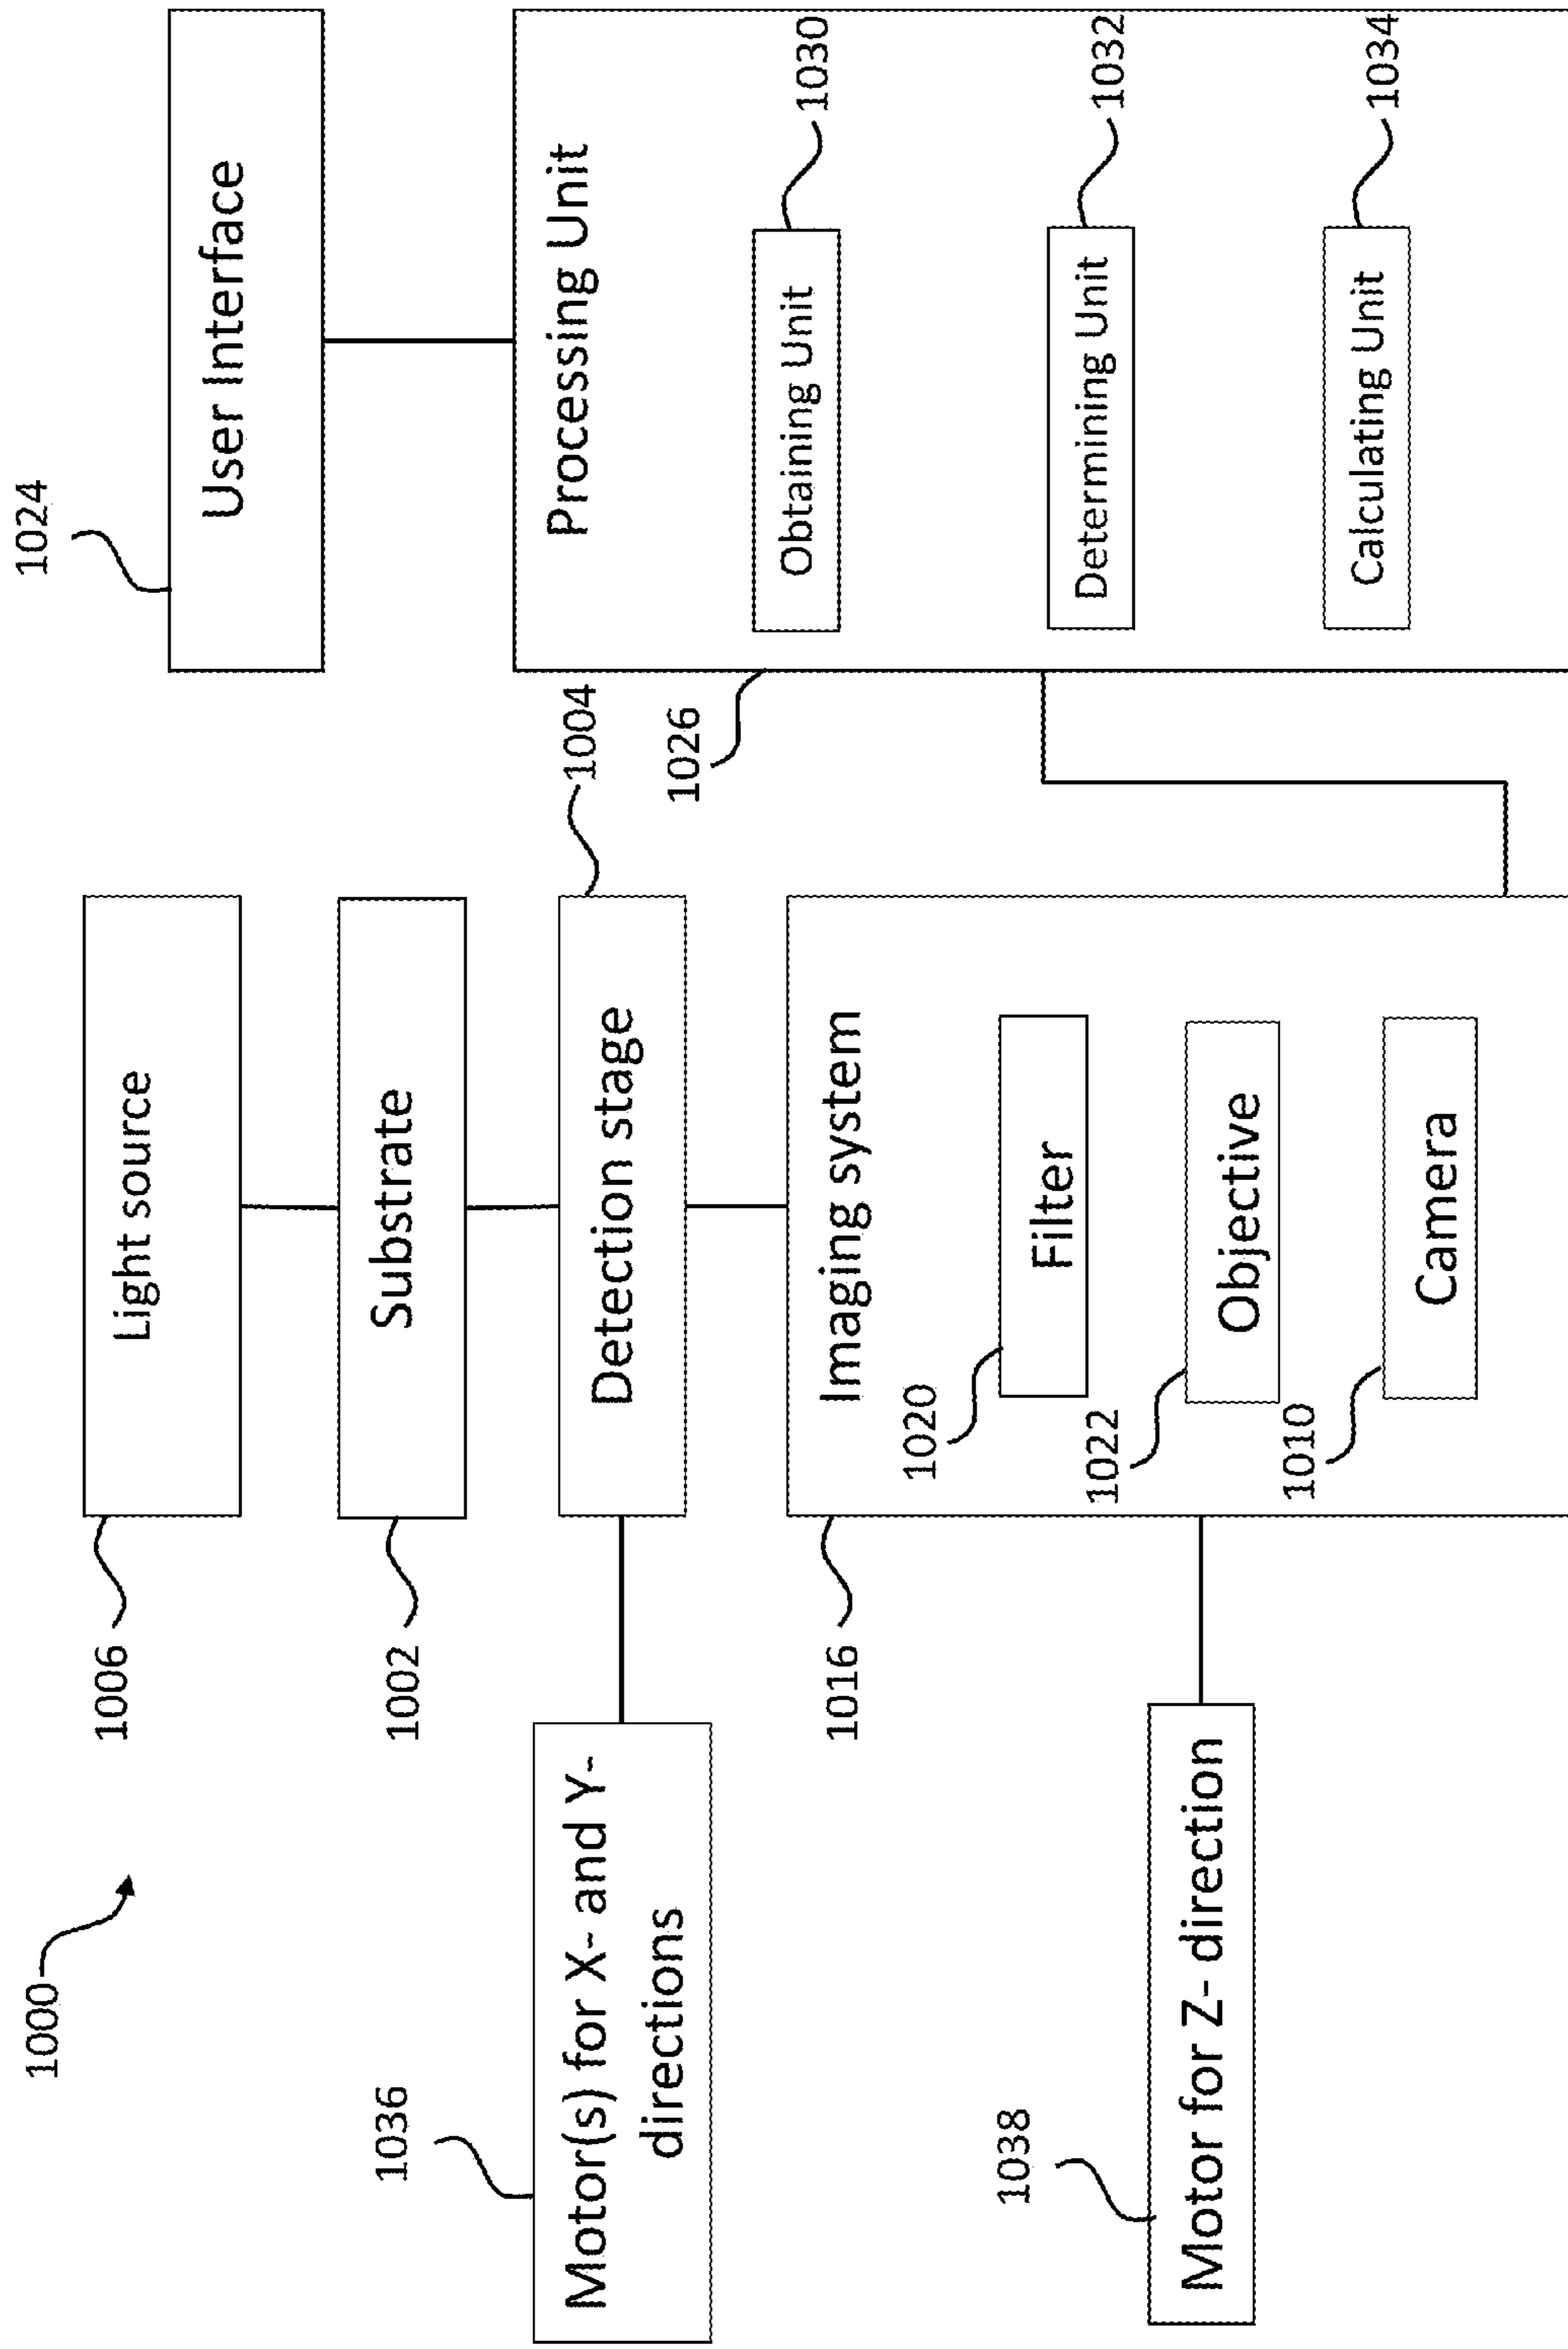 1000
1006
Light source
1024
User Interface
1002
Substrate
1036
Motor(s) for X- and Y-
directions
Detection stage
1004
1026
Processing Unit
1016
Imaging system
Obtaining Unit
1030
1020
Filter
1038
Motor for Z- direction
1022
Objective
Determining Unit
1032
1010
Camera
Calculating Unit
1034